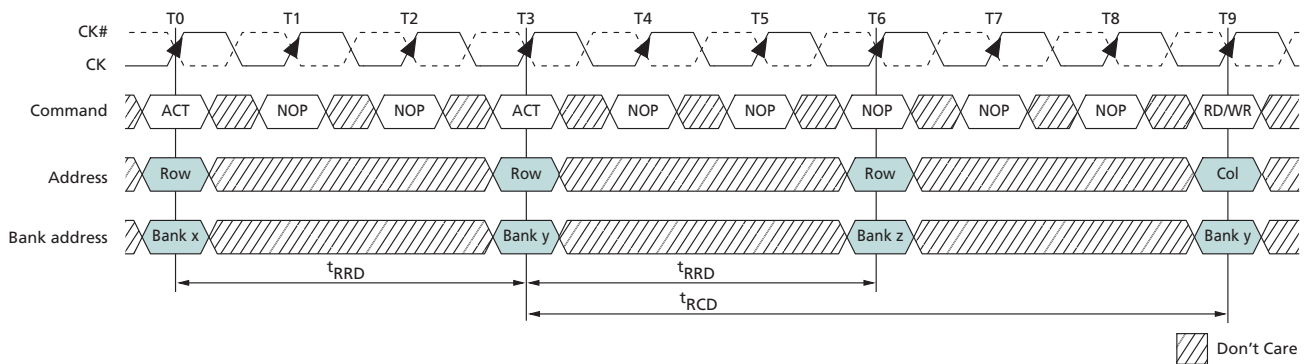 T0 T1 T2 T3 T4 T5 T6 T7 T8 T9
CK#
CK
Command ACT NOP NOP ACT NOP NOP NOP NOP NOP RD/WR
Address Row Row Row Col
Bank address Bank x Bank y Bank z Bank y
tRRD tRRD
tRCD
Don't Care